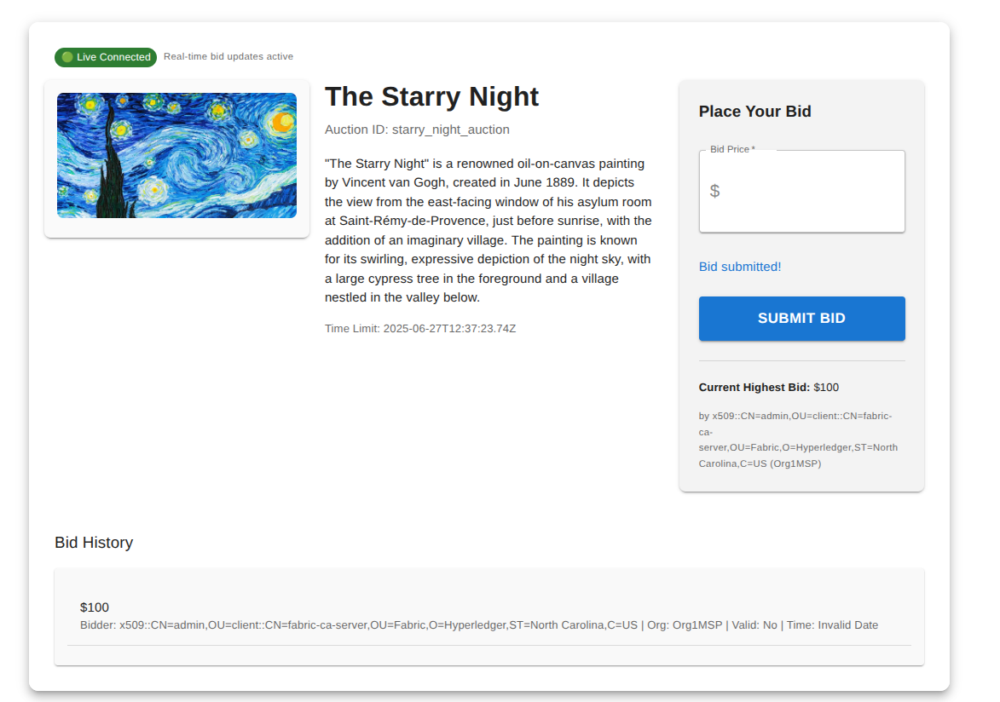 Live Connected
Real-time bid updates active
The Starry Night
Auction ID: starry_night_auction
"The Starry Night" is a renowned oil-on-canvas painting
by Vincent van Gogh, created in June 1889. It depicts
the view from the east-facing window of his asylum room
at Saint-Rémy-de-Provence, just before sunrise, with the
addition of an imaginary village. The painting is known
for its swirling, expressive depiction of the night sky, with
a large cypress tree in the foreground and a village
nestled in the valley below.
Time Limit: 2025-06-27T12:37:23.74Z
Place Your Bid
Bid Price *
$
Bid submitted!
SUBMIT BID
Current Highest Bid: $100
by x509::CN=admin,OU=client::CN=fabric-
ca-
server,OU=Fabric,O=Hyperledger,ST=North
Carolina,C=US (Org1MSP)
Bid History
$100
Bidder: x509::CN=admin,OU=client::CN=fabric-ca-server,OU=Fabric,O=Hyperledger,ST=North Carolina,C=US | Org: Org1MSP | Valid: No | Time: Invalid Date